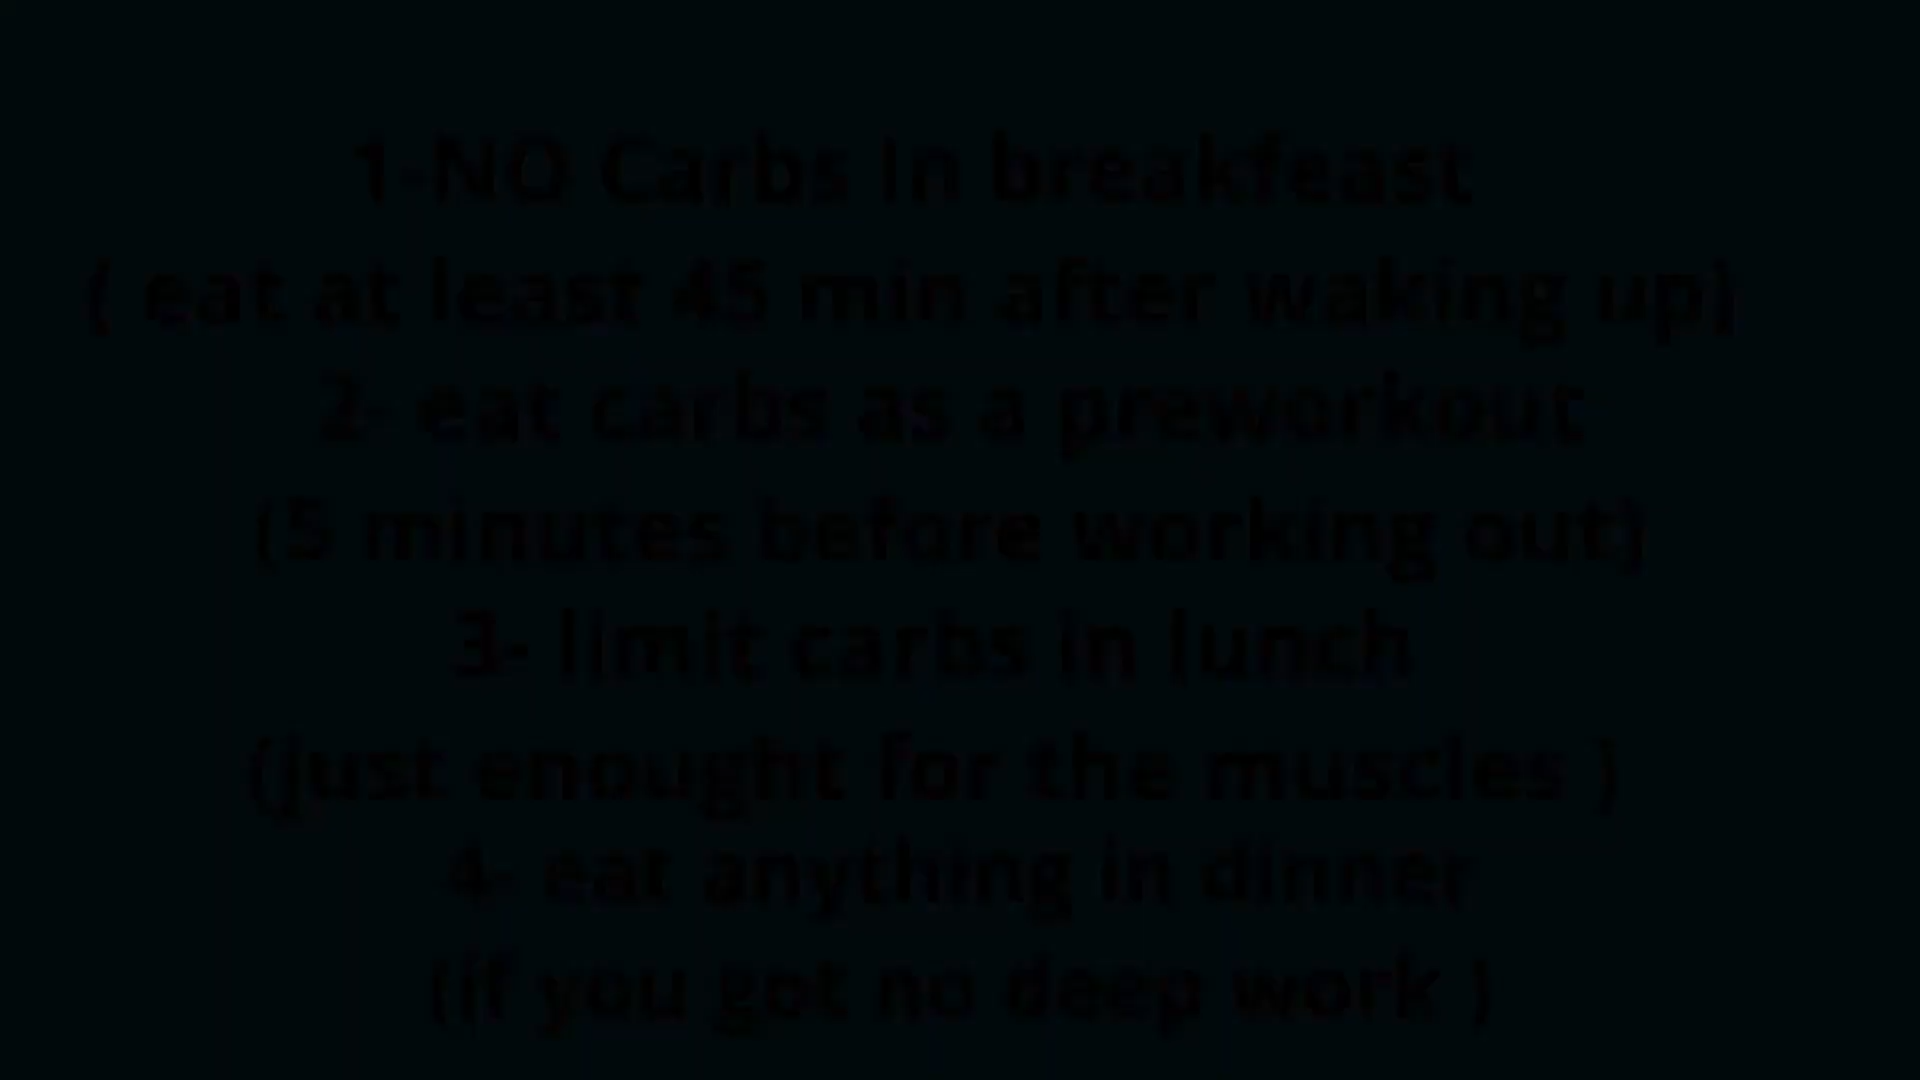 1-NO Carbs In breakfeast
( eat at least 45 min after waking up)
2- eat carbs as a preworkout
(5 minutes before working out)
3- limit carbs in lunch
(just enought for the muscles )
4- eat anything in dinner
(if you got no deep work )